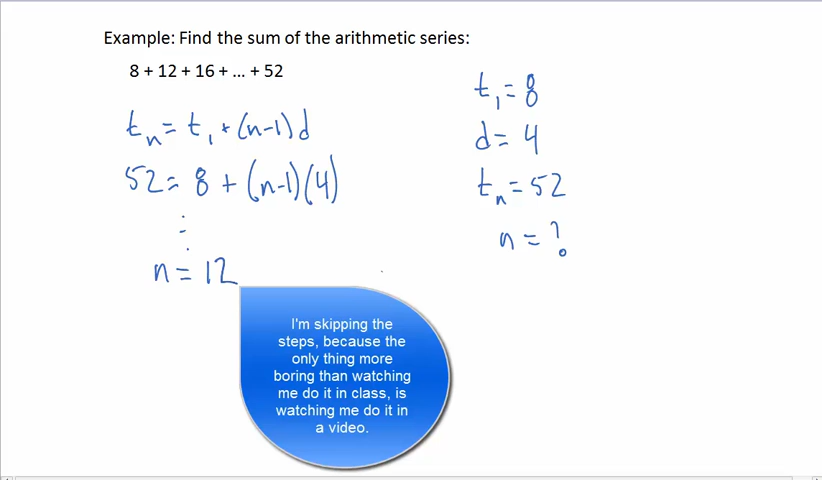 Example: Find the sum of the arithmetic series:
8 + 12 + 16 + ... + 52
tₙ = t₁ + (n-1)d
52 = 8 + (n-1)(4)
⋮
n = 12
t₁ = 8
d = 4
tₙ = 52
n = ?
I'm skipping the
steps, because the
only thing more
boring than watching
me do it in class, is
watching me do it in
a video.